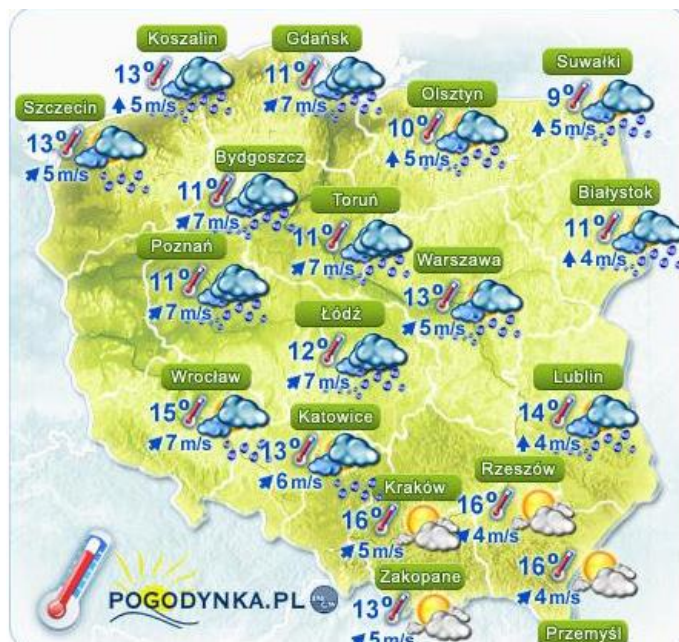 Koszalin
13°
5 m/s
Gdańsk
11°
7 m/s
Suwałki
9°
5 m/s
Szczecin
13°
5 m/s
Olsztyn
10°
5 m/s
Bydgoszcz
11°
7 m/s
Toruń
11°
7 m/s
Białystok
11°
4 m/s
Poznań
11°
7 m/s
Warszawa
13°
5 m/s
Łódź
12°
7 m/s
Wrocław
15°
7 m/s
Katowice
13°
6 m/s
Lublin
14°
4 m/s
Kraków
16°
5 m/s
Rzeszów
16°
4 m/s
Zakopane
13°
5 m/s
16°
4 m/s
Przemyśl
POGODYNKA.PL